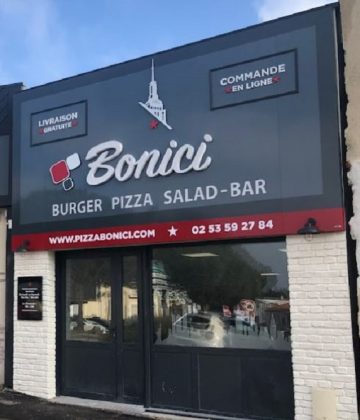 LIVRAISON
GRATUITE
COMMANDE
EN LIGNE
Bonici
BURGER PIZZA SALAD-BAR
WWW.PIZZABONICI.COM ★ 02 53 59 27 84